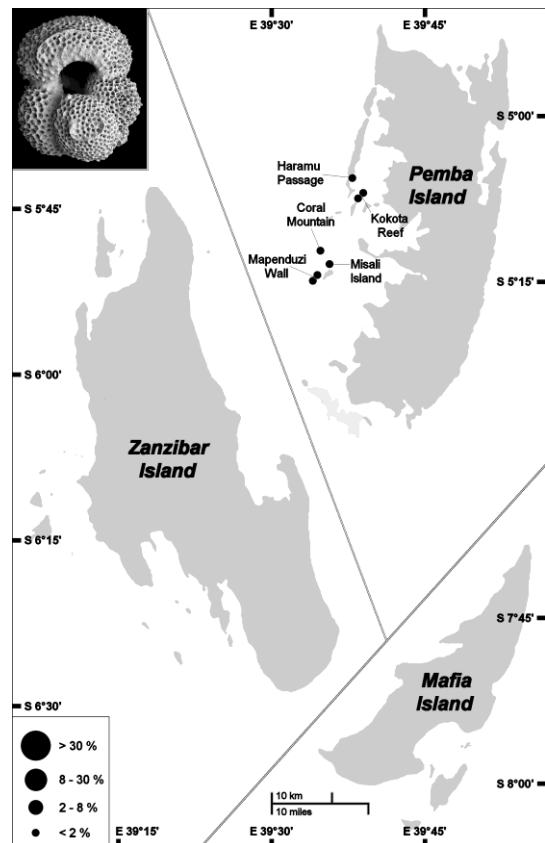 E 39°30'
E 39°45'
S 5°00'
Haramu
Passage
Pemba
Island
S 5°45'
Coral
Mountain
Kokota
Reef
Mapenduzi
Wall
Misali
Island
S 5°15'
S 6°00'
Zanzibar
Island
S 6°15'
S 7°45'
Mafia
Island
S 6°30'
> 30 %
8 - 30 %
2 - 8 %
< 2 %
10 km
10 miles
S 8°00'
E 39°15'
E 39°30'
E 39°45'